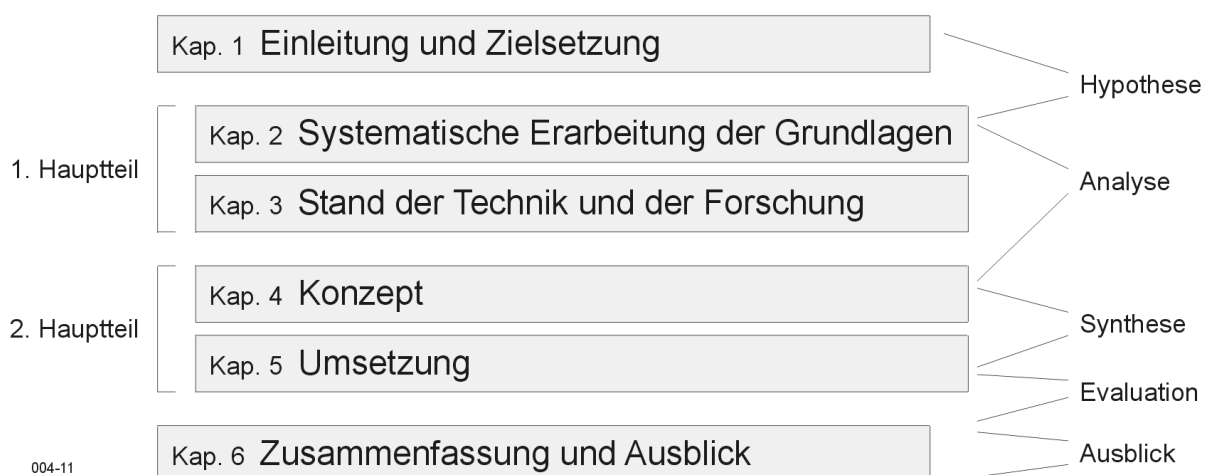 Kap. 1 Einleitung und Zielsetzung
Hypothese
1. Hauptteil
Kap. 2 Systematische Erarbeitung der Grundlagen
Kap. 3 Stand der Technik und der Forschung
Analyse
2. Hauptteil
Kap. 4 Konzept
Kap. 5 Umsetzung
Synthese
Evaluation
Kap. 6 Zusammenfassung und Ausblick
Ausblick
004-11